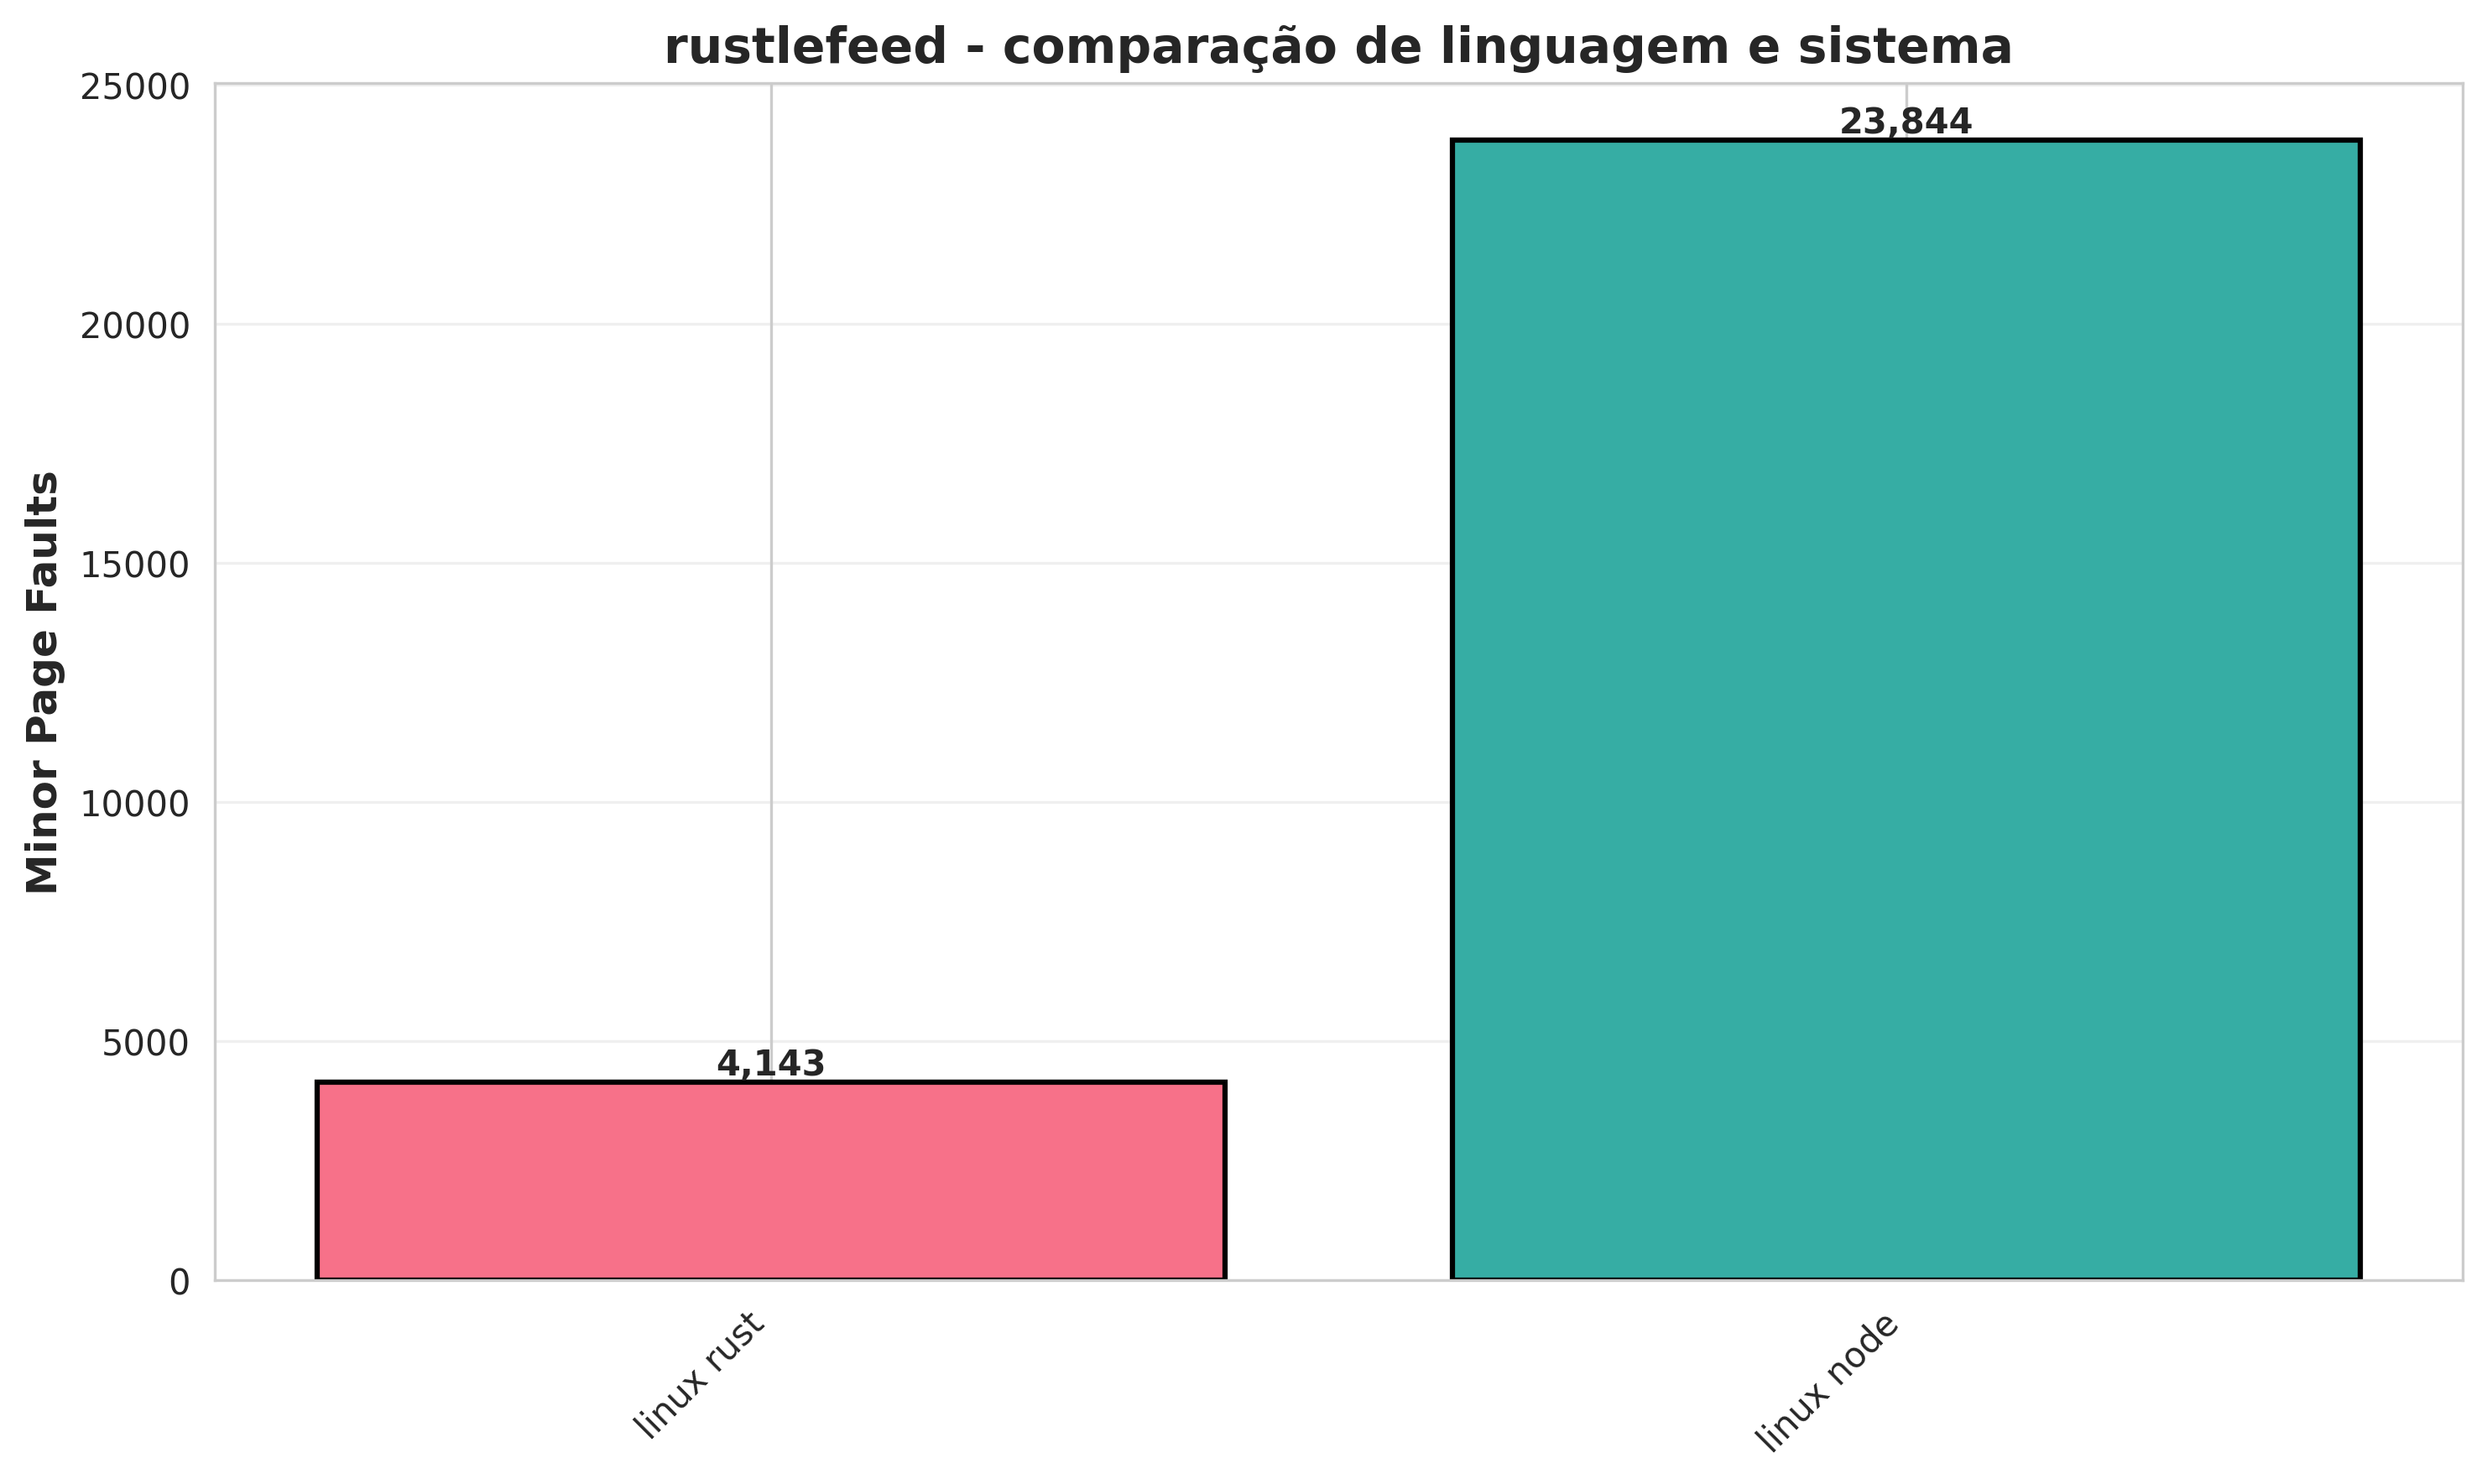 rustlefeed - comparação de linguagem e sistema
Minor Page Faults
25000
20000
15000
10000
5000
0
4,143
23,844
linux rust
linux node